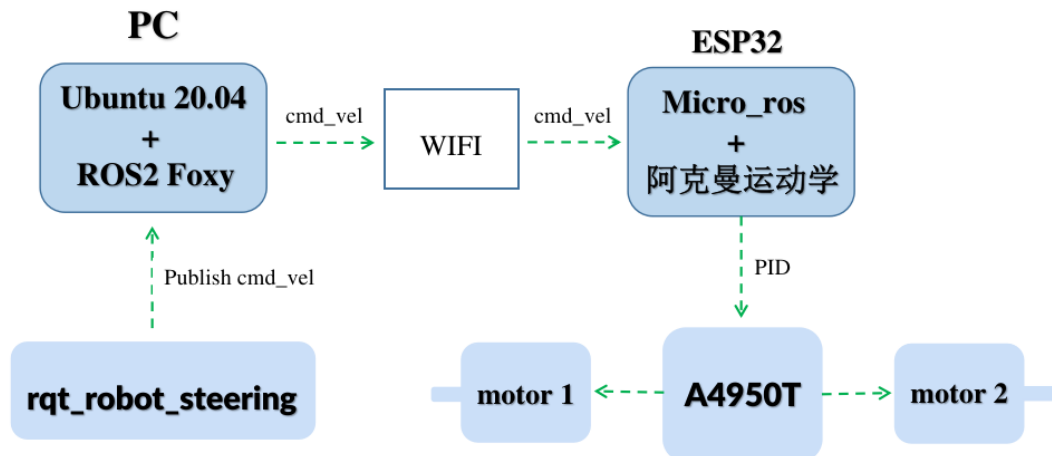 PC
Ubuntu 20.04
+
ROS2 Foxy
cmd_vel
WIFI
cmd_vel
ESP32
Micro_ros
+
阿克曼运动学
Publish cmd_vel
PID
rqt_robot_steering
motor 1
A4950T
motor 2